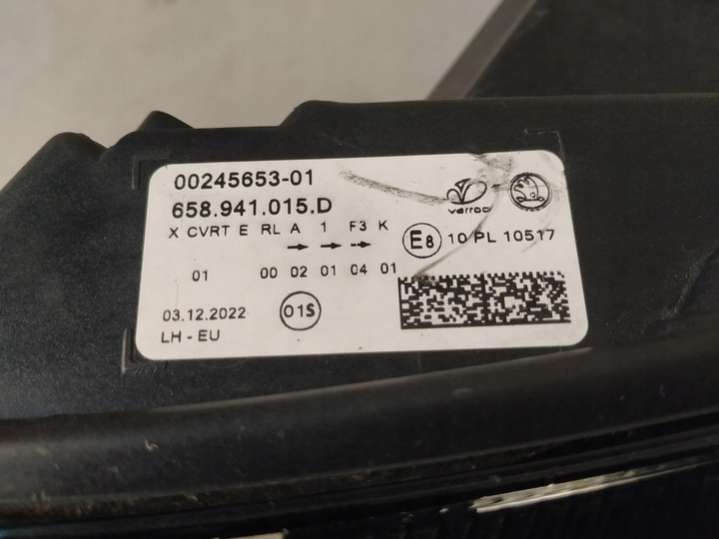 00245653-01
658.941.015.D
varroc
X CVRT E RL A 1 F3 K
E8 10 PL 10517
01 00 02 01 04 01
03.12.2022
01S
LH - EU